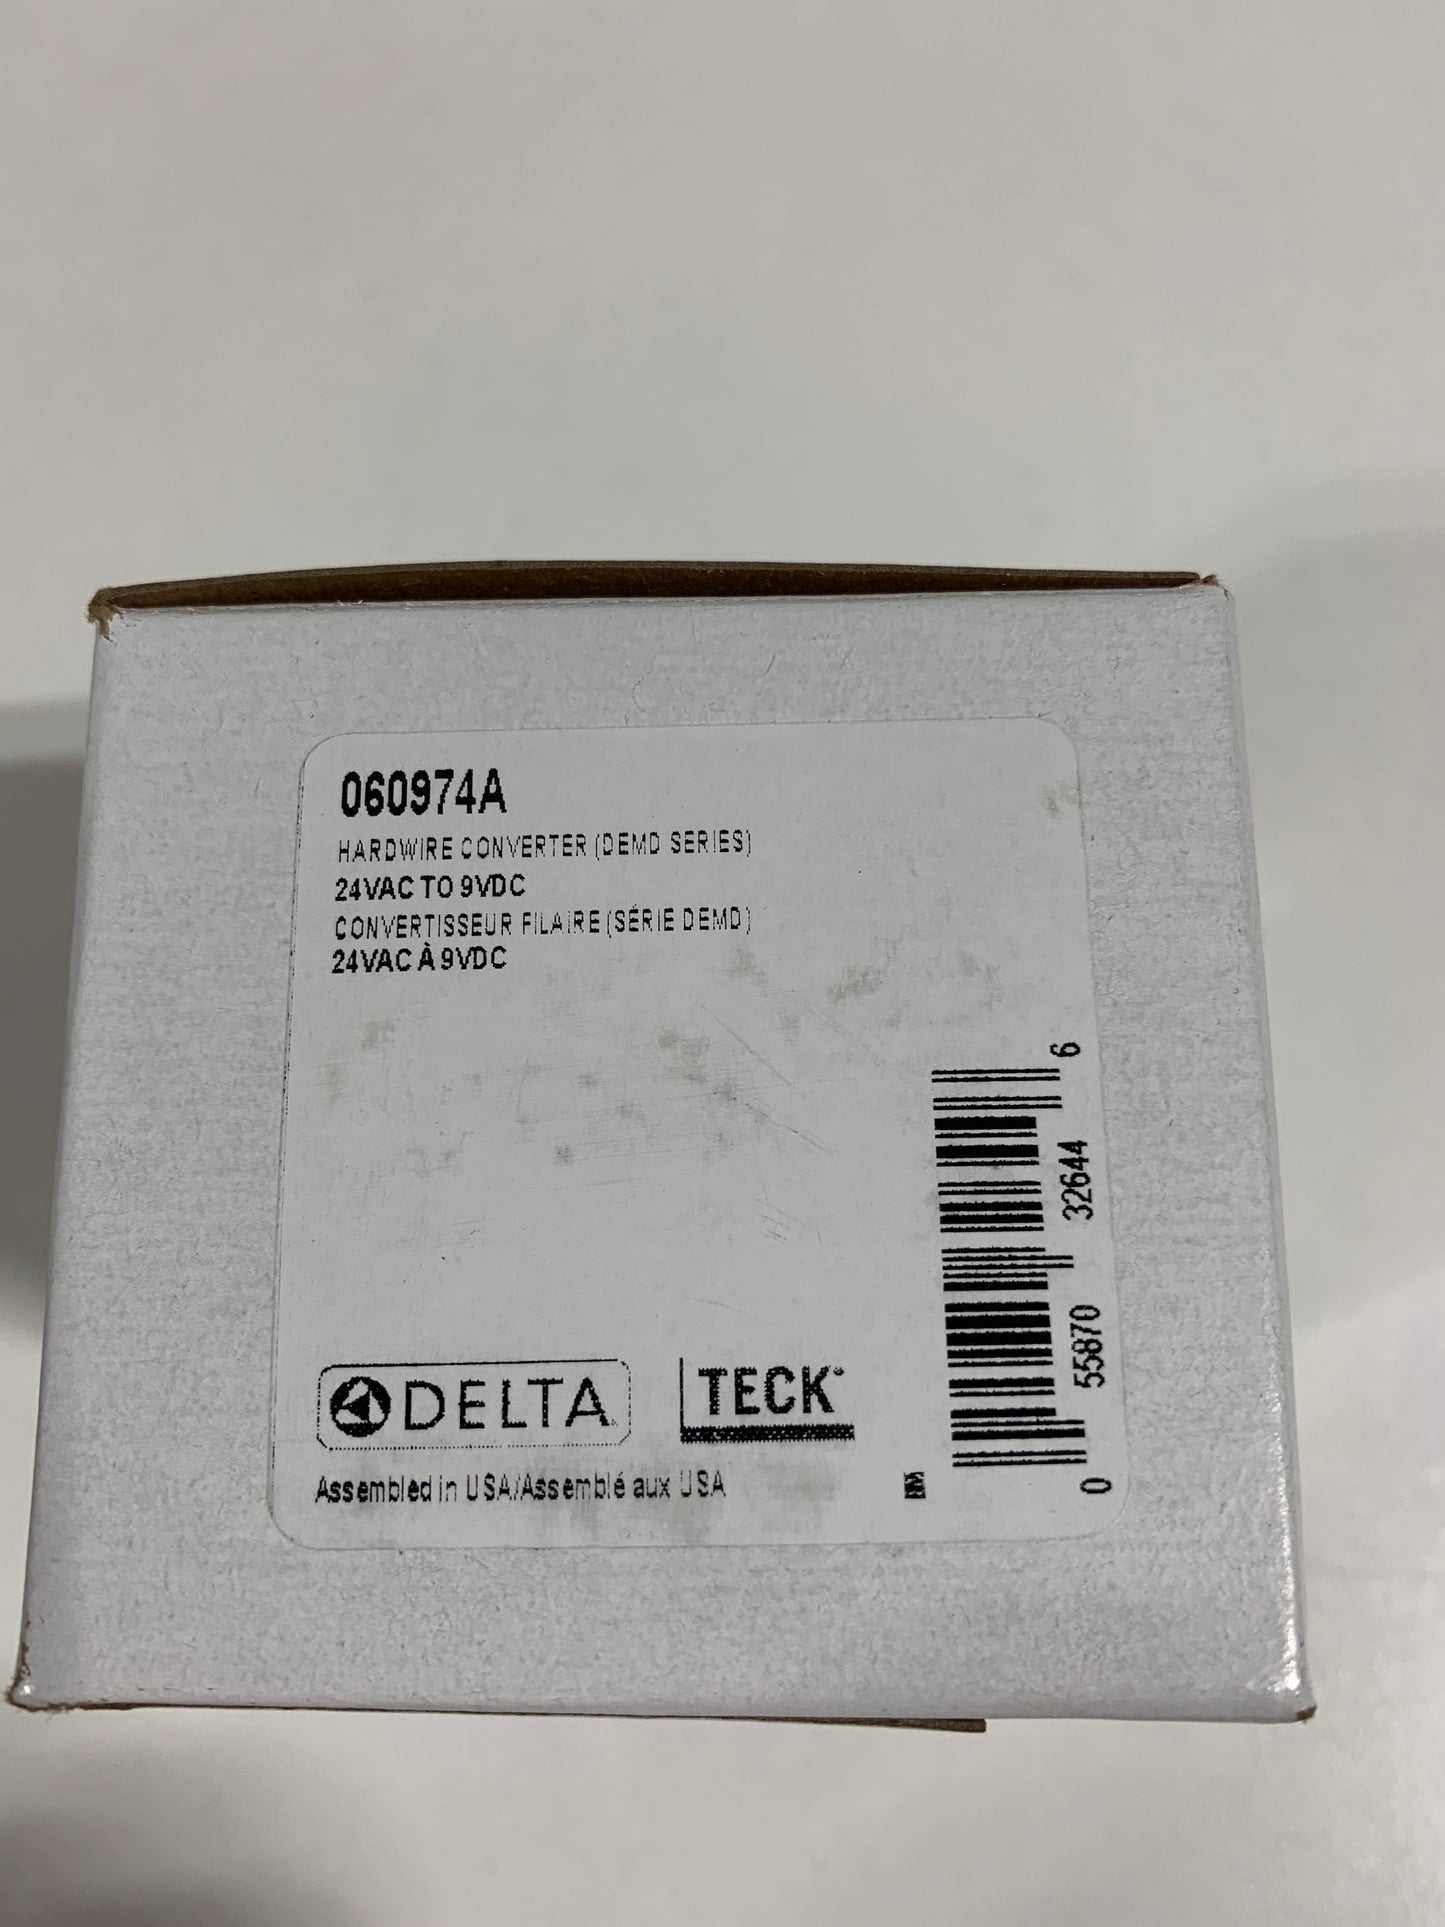 060974A
HARDWIRE CONVERTER (DEMD SERIES)
24VAC TO 9VDC
CONVERTISSEUR FILAIRE (SÉRIE DEMD)
24VAC À 9VDC
0 55870 32644 6
DELTA
TECK
Assembled in USA/Assemblé aux USA